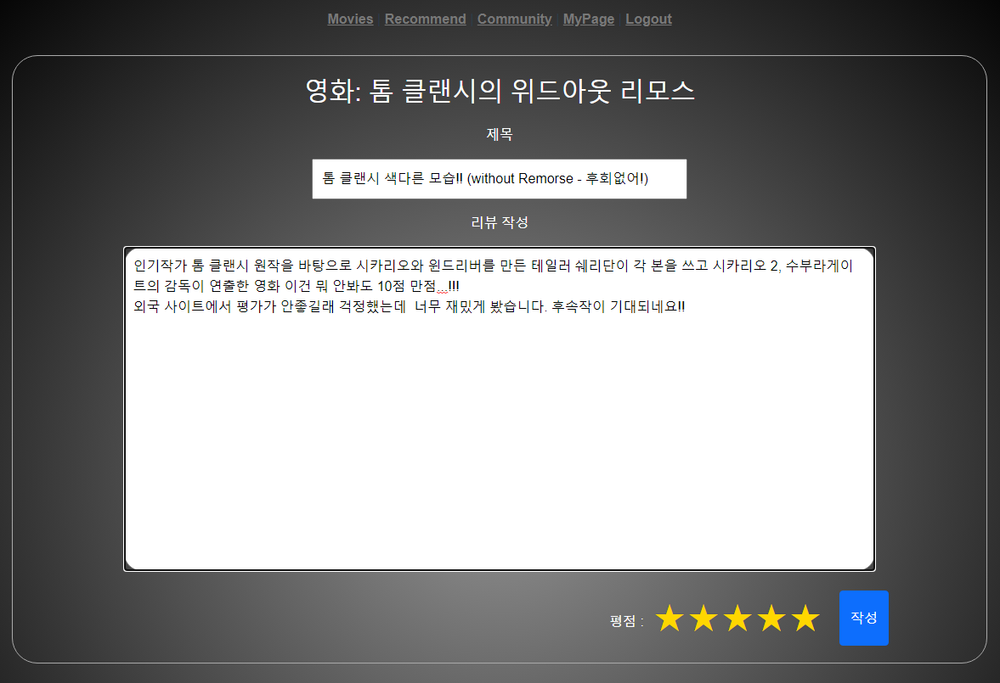 Movies | Recommend | Community | MyPage | Logout
영화: 톰 클랜시의 위드아웃 리모스
제목
톰 클랜시 색다른 모습!! (without Remorse - 후회없어!)
리뷰 작성
인기작가 톰 클랜시 원작을 바탕으로 시카리오와 윈드리버를 만든 테일러 쉐리단이 각 본을 쓰고 시카리오 2, 수부라게이
트의 감독이 연출한 영화 이건 뭐 안봐도 10점 만점...!!!
외국 사이트에서 평가가 안좋길래 걱정했는데  너무 재밌게 봤습니다. 후속작이 기대되네요!!
평점 : ★★★★★
작성